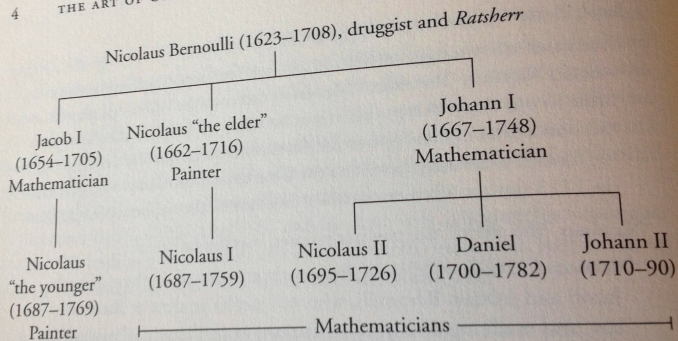 4 THE ART OF
Nicolaus Bernoulli (1623–1708), druggist and Ratsherr
Jacob I
(1654–1705)
Mathematician
Nicolaus “the elder”
(1662–1716)
Painter
Johann I
(1667–1748)
Mathematician
Nicolaus
“the younger”
(1687–1769)
Painter
Nicolaus I
(1687–1759)
Nicolaus II
(1695–1726)
Daniel
(1700–1782)
Johann II
(1710–90)
Mathematicians